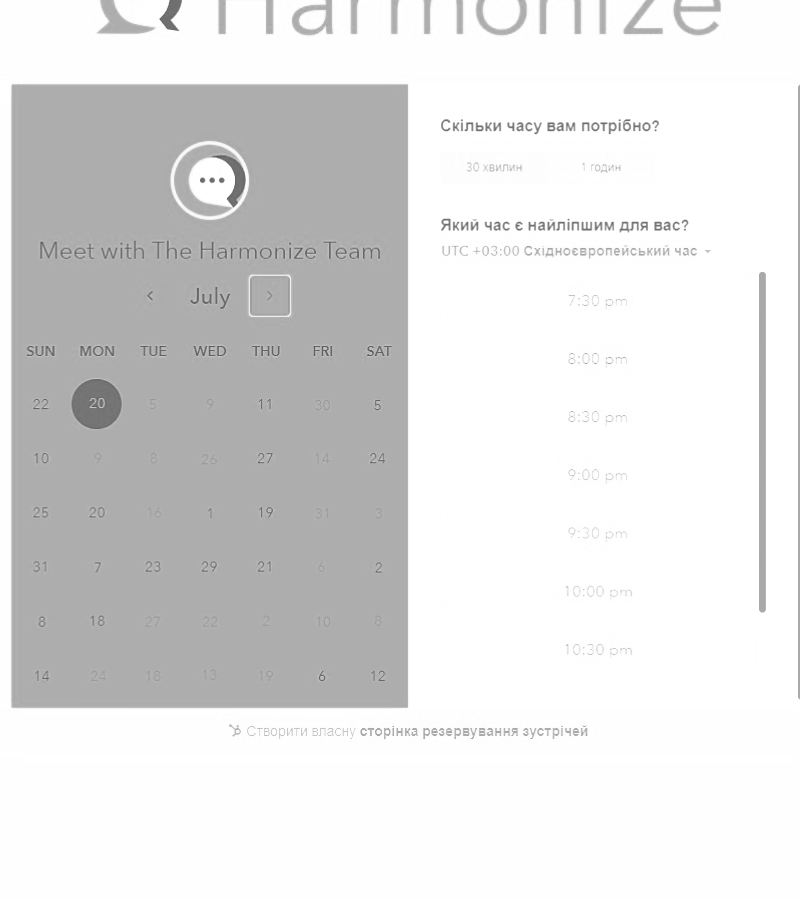 Harmonize
Meet with The Harmonize Team
July
SUN MON TUE WED THU FRI SAT
22 20 5 9 11 30 5
10 9 8 26 27 14 24
25 20 16 1 19 31 3
31 7 23 29 21 6 2
8 18 27 22 2 10 8
14 24 18 13 19 6 12
Скільки часу вам потрібно?
30 хвилин 1 годин
Який час є найліпшим для вас?
UTC +03:00 Східноєвропейський час
7:30 pm
8:00 pm
8:30 pm
9:00 pm
9:30 pm
10:00 pm
10:30 pm
Створити власну сторінка резервування зустрічей